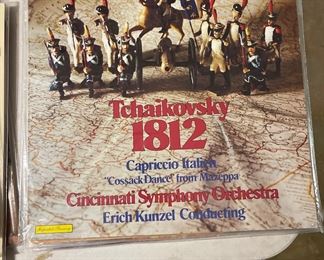 Tchaikovsky
1812
Capriccio Italien
"Cossack Dance" from Mazeppa
Cincinnati Symphony Orchestra
Erich Kunzel Conducting